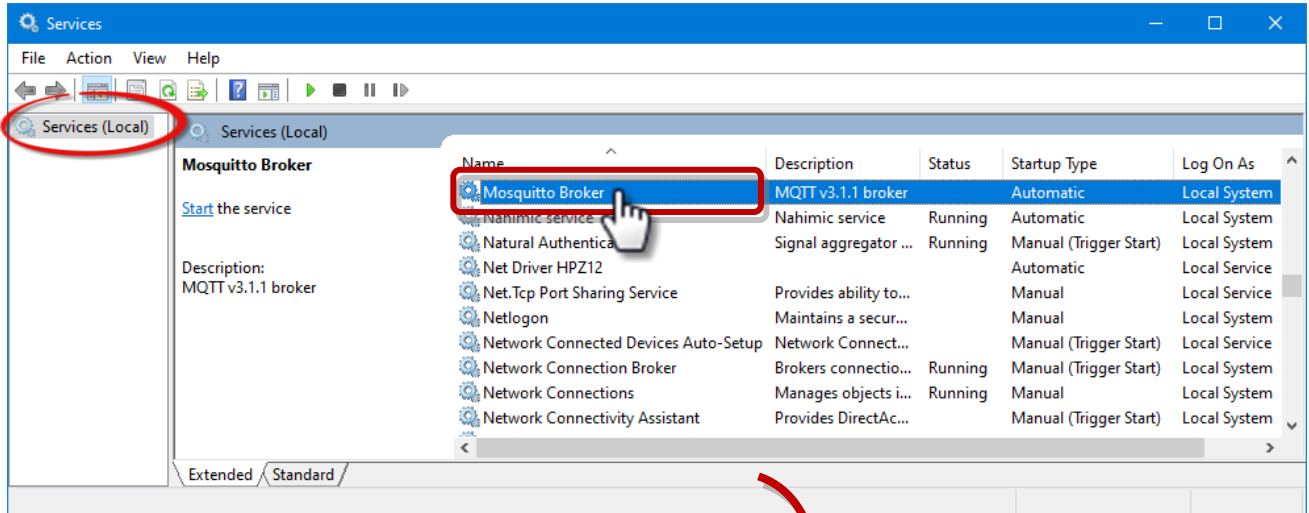 Services
File Action View Help
Services (Local)
Services (Local)
Mosquitto Broker
Start the service
Description:
MQTT v3.1.1 broker
Name Description Status Startup Type Log On As
Mosquitto Broker MQTT v3.1.1 broker Automatic Local System
Nahimic service Nahimic service Running Automatic Local System
Natural Authentica Signal aggregator ... Running Manual (Trigger Start) Local System
Net Driver HPZ12 Automatic Local Service
Net.Tcp Port Sharing Service Provides ability to... Manual Local Service
Netlogon Maintains a secur... Manual Local System
Network Connected Devices Auto-Setup Network Connect... Manual (Trigger Start) Local Service
Network Connection Broker Brokers connectio... Running Manual (Trigger Start) Local System
Network Connections Manages objects i... Running Manual Local System
Network Connectivity Assistant Provides DirectAc... Manual (Trigger Start) Local System
Extended Standard